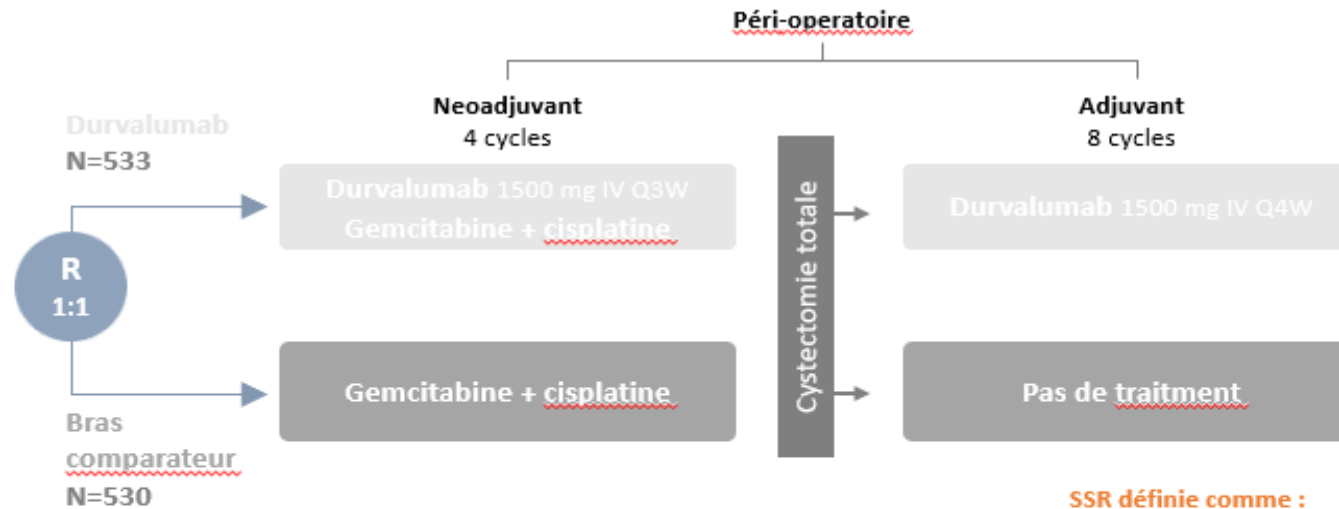 Péri-operatoire
Neoadjuvant
4 cycles
Adjuvant
8 cycles
Durvalumab
N=533
Durvalumab 1500 mg IV Q3W
Gemcitabine + cisplatine
Durvalumab 1500 mg IV Q4W
R
1:1
Cystectomie totale
Gemcitabine + cisplatine
Pas de traitement
Bras
comparateur
N=530
SSR définie comme :